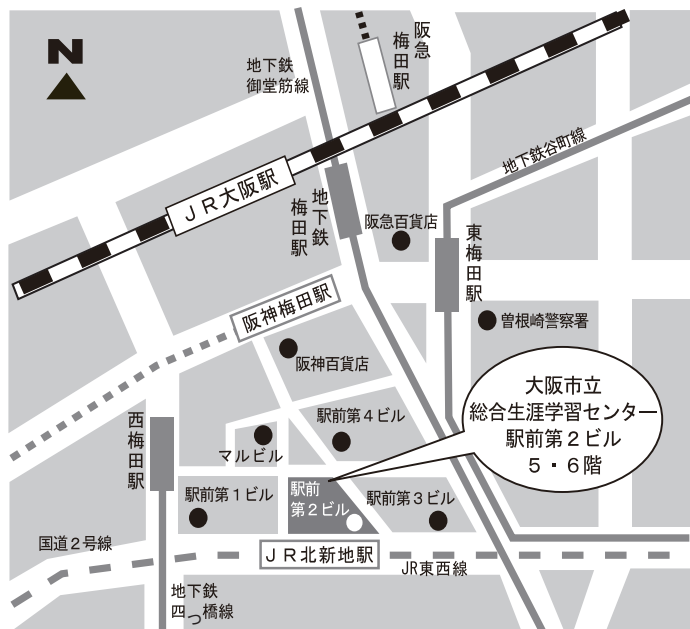 N
地下鉄
御堂筋線
阪急
梅田駅
地下鉄谷町線
JR大阪駅
地下鉄
梅田駅
阪急百貨店
東梅田駅
阪神梅田駅
曽根崎警察署
阪神百貨店
大阪市立
総合生涯学習センター
駅前第2ビル
5・6階
西梅田駅
駅前第4ビル
マルビル
駅前第1ビル
駅前
第2ビル
駅前第3ビル
国道2号線
JR北新地駅
JR東西線
地下鉄
四つ橋線